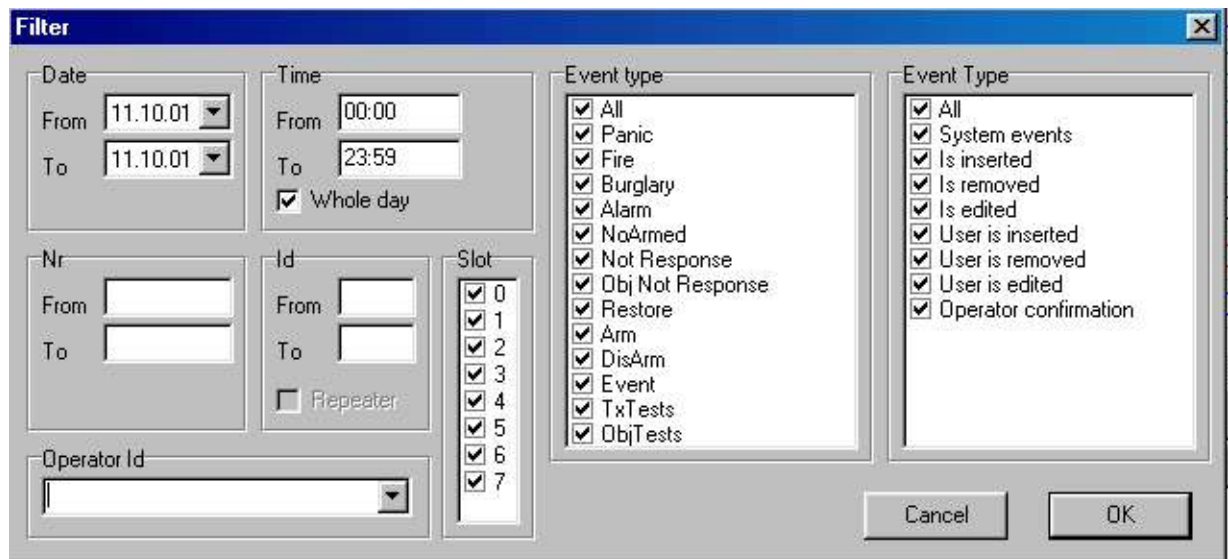 Filter
Date
From 11.10.01
To 11.10.01
Time
From 00:00
To 23:59
Whole day
Nr
From
To
Id
From
To
Repeater
Slot
0
1
2
3
4
5
6
7
Operator Id
Event type
All
Panic
Fire
Burglary
Alarm
NoArmed
Not Response
Obj Not Response
Restore
Arm
DisArm
Event
TxTests
ObjTests
Event Type
All
System events
Is inserted
Is removed
Is edited
User is inserted
User is removed
User is edited
Operator confirmation
Cancel
OK